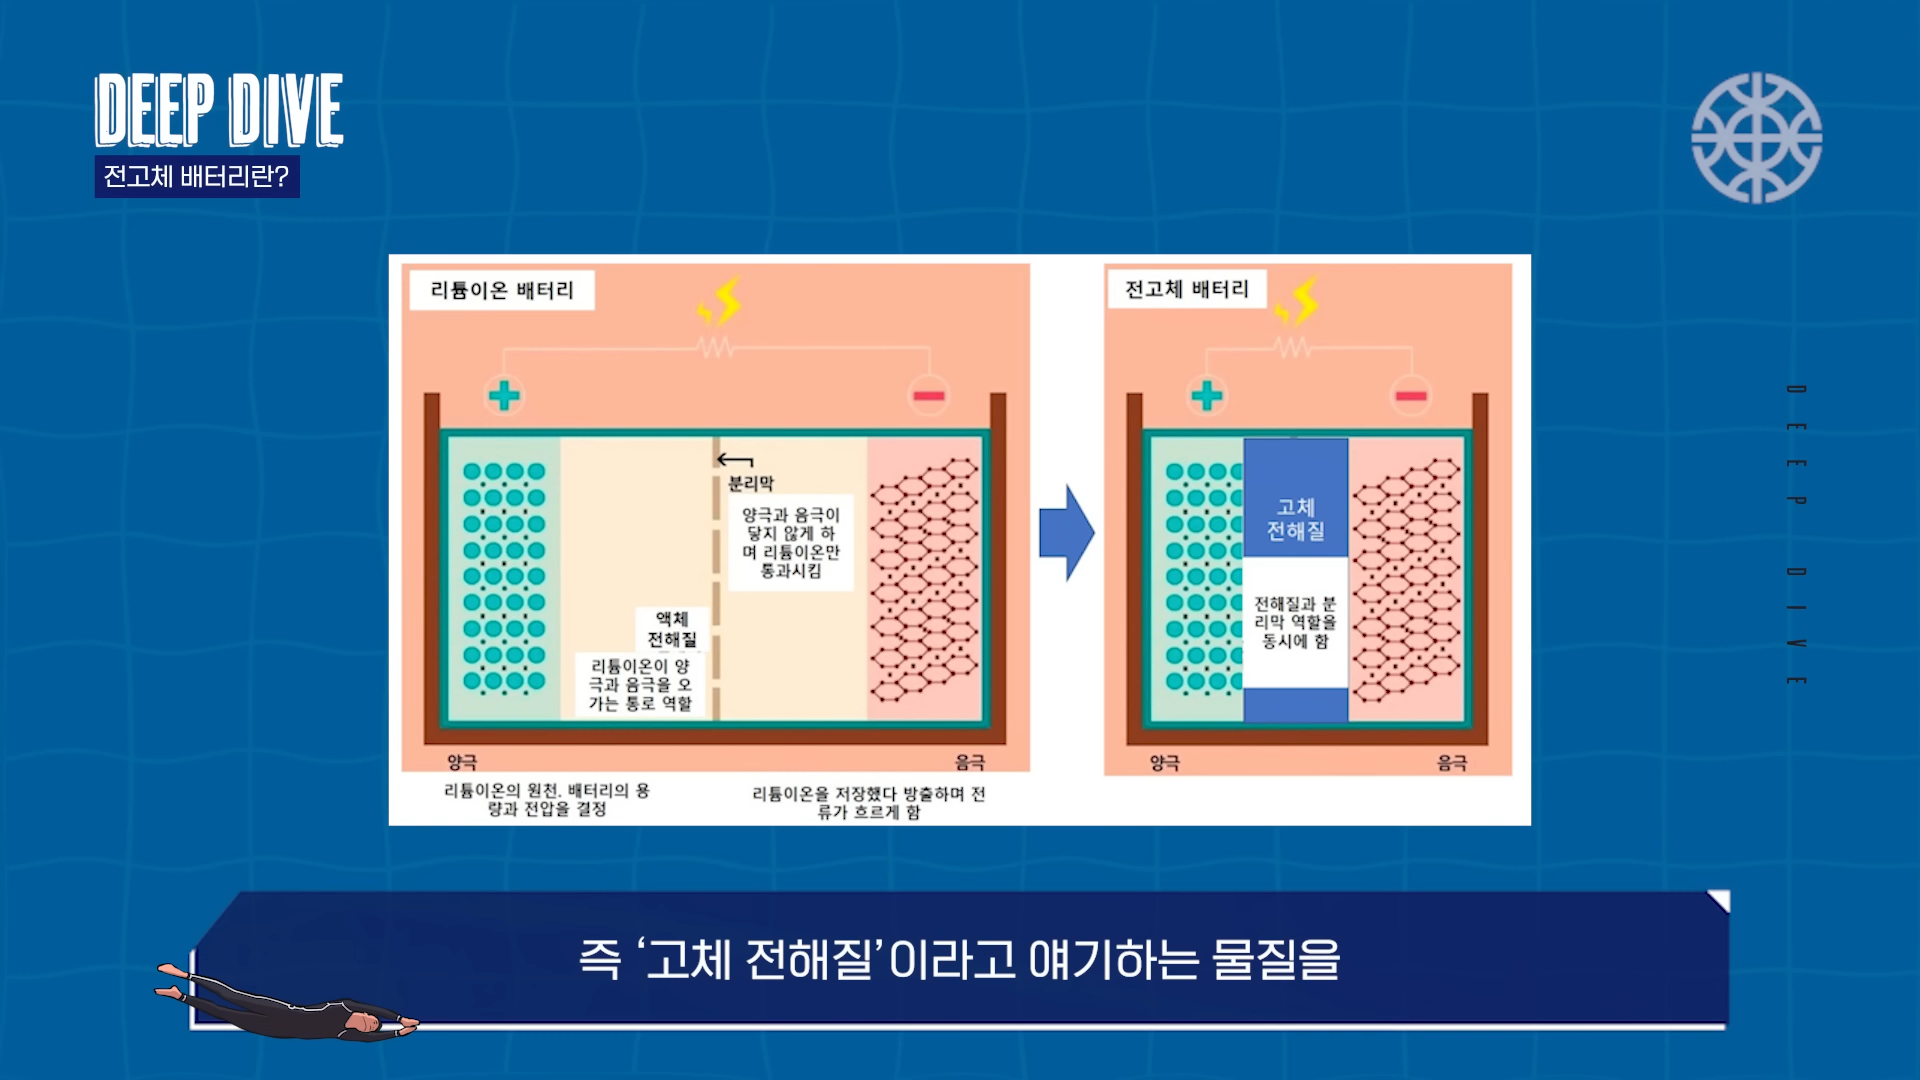 DEEP DIVE
전고체 배터리란?
리튬이온 배터리
분리막
양극과 음극이
닿지 않게 하
며 리튬이온만
통과시킴
액체
전해질
리튬이온이 양
극과 음극을 오
가는 통로 역할
양극
음극
리튬이온의 원천. 배터리의 용
량과 전압을 결정
리튬이온을 저장했다 방출하며 전
류가 흐르게 함
전고체 배터리
고체
전해질
전해질과 분
리막 역할을
동시에 함
양극
음극
DEEP DIVE
즉 ‘고체 전해질’이라고 얘기하는 물질을